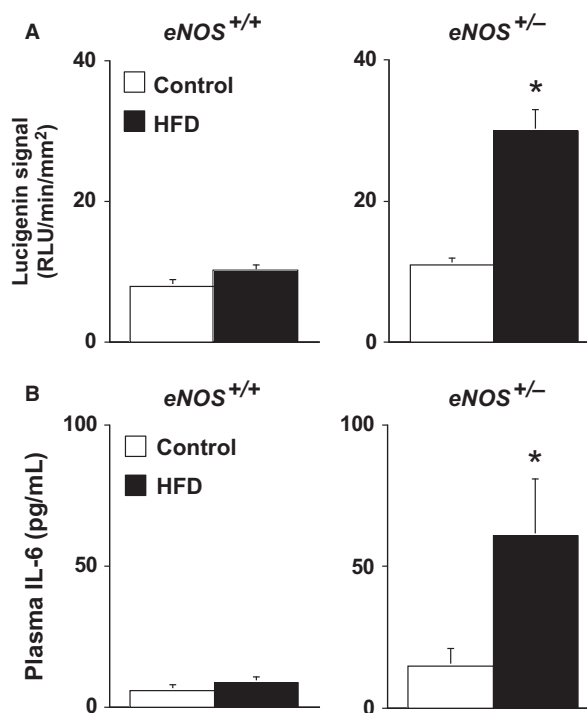 A
eNOS+/+
eNOS+/–
Lucigenin signal
(RLU/min/mm²)
40
20
0
Control
HFD
40
20
0
*
B
eNOS+/+
eNOS+/–
Plasma IL-6 (pg/mL)
100
50
0
Control
HFD
100
50
0
*